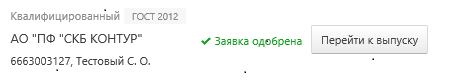 Квалифицированный ГОСТ 2012
АО "ПФ "СКБ КОНТУР"
✓ Заявка одобрена Перейти к выпуску
6663003127, Тестовый С. О.